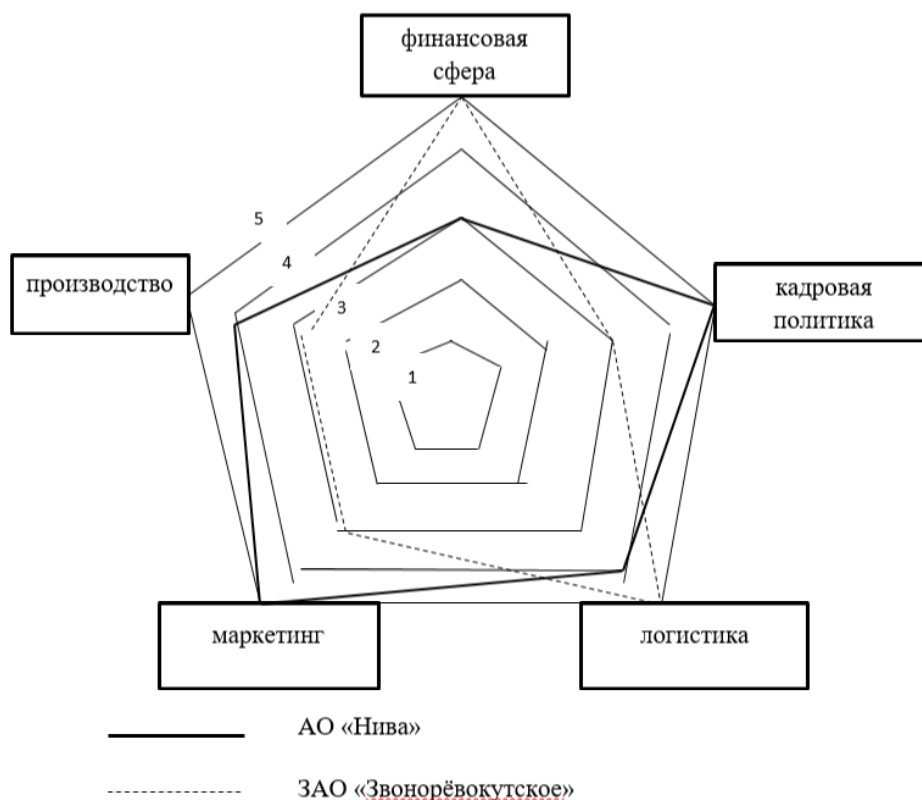 финансовая
сфера
5
4
производство
кадровая
политика
3
2
1
маркетинг
логистика
АО «Нива»
ЗАО «Звонорёвокутское»